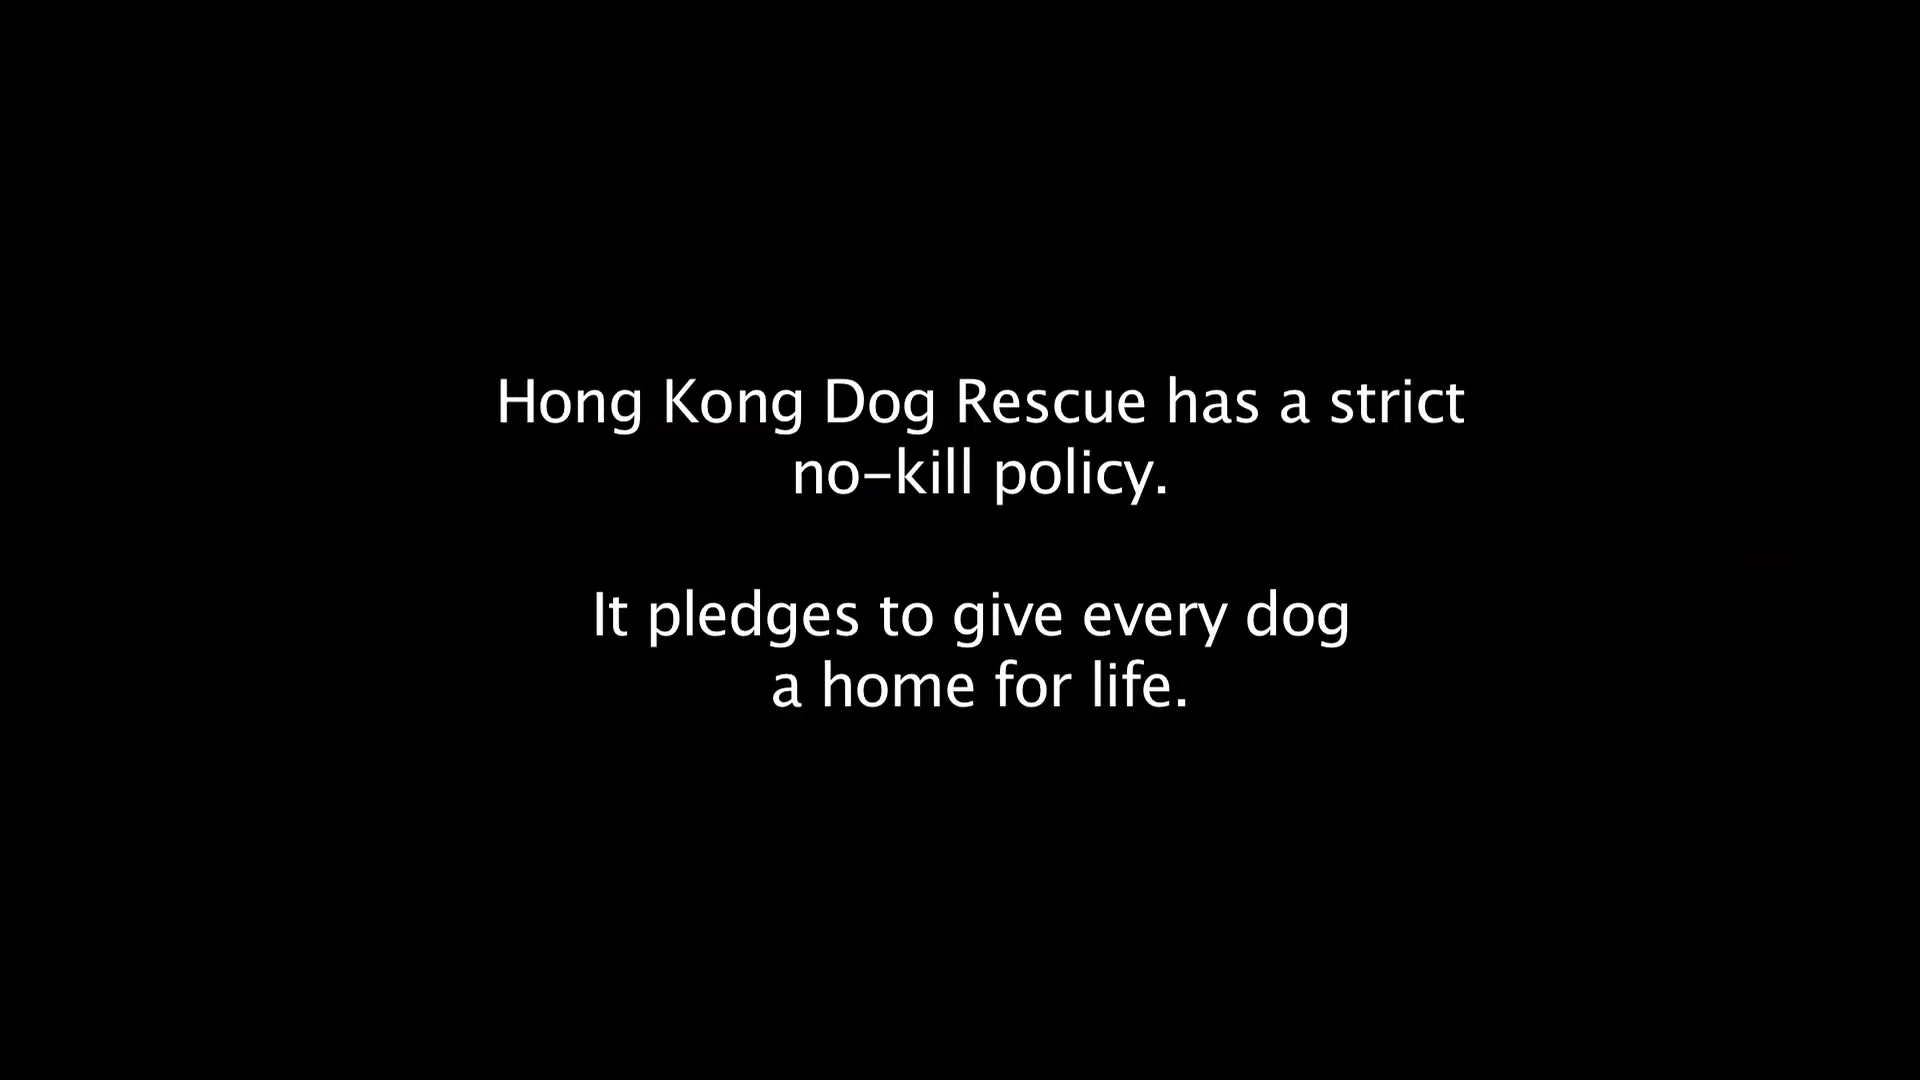 Hong Kong Dog Rescue has a strict
no-kill policy.
It pledges to give every dog
a home for life.